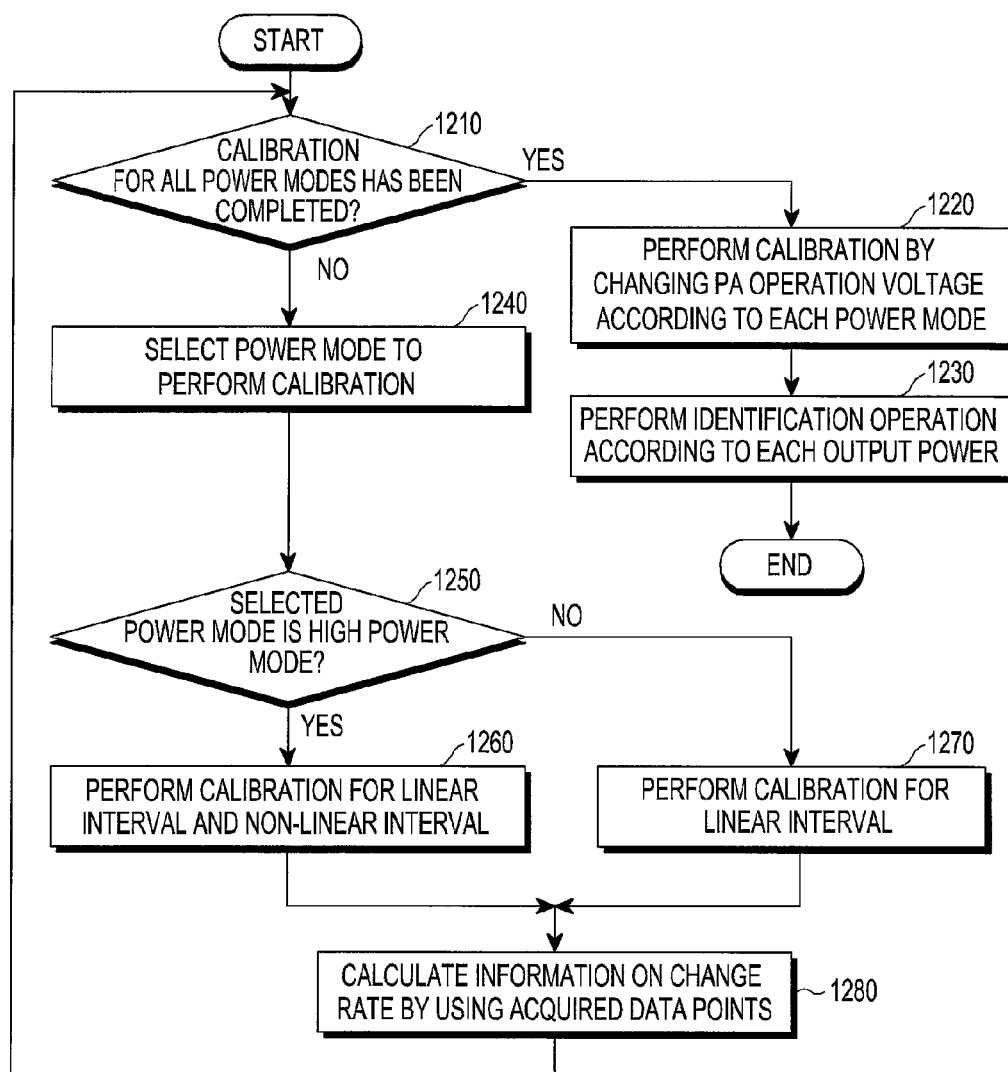 START
1210
CALIBRATION
FOR ALL POWER MODES HAS BEEN
COMPLETED?
YES
NO
1220
PERFORM CALIBRATION BY
CHANGING PA OPERATION VOLTAGE
ACCORDING TO EACH POWER MODE
1240
SELECT POWER MODE TO
PERFORM CALIBRATION
1230
PERFORM IDENTIFICATION OPERATION
ACCORDING TO EACH OUTPUT POWER
END
1250
SELECTED
POWER MODE IS HIGH POWER
MODE?
NO
YES
1260
PERFORM CALIBRATION FOR LINEAR
INTERVAL AND NON-LINEAR INTERVAL
1270
PERFORM CALIBRATION FOR
LINEAR INTERVAL
CALCULATE INFORMATION ON CHANGE
RATE BY USING ACQUIRED DATA POINTS
1280